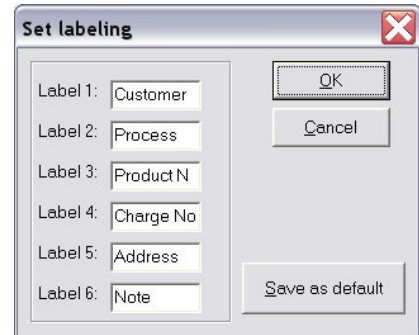 Set labeling
Label 1: Customer
Label 2: Process
Label 3: Product N
Label 4: Charge No
Label 5: Address
Label 6: Note
OK
Cancel
Save as default